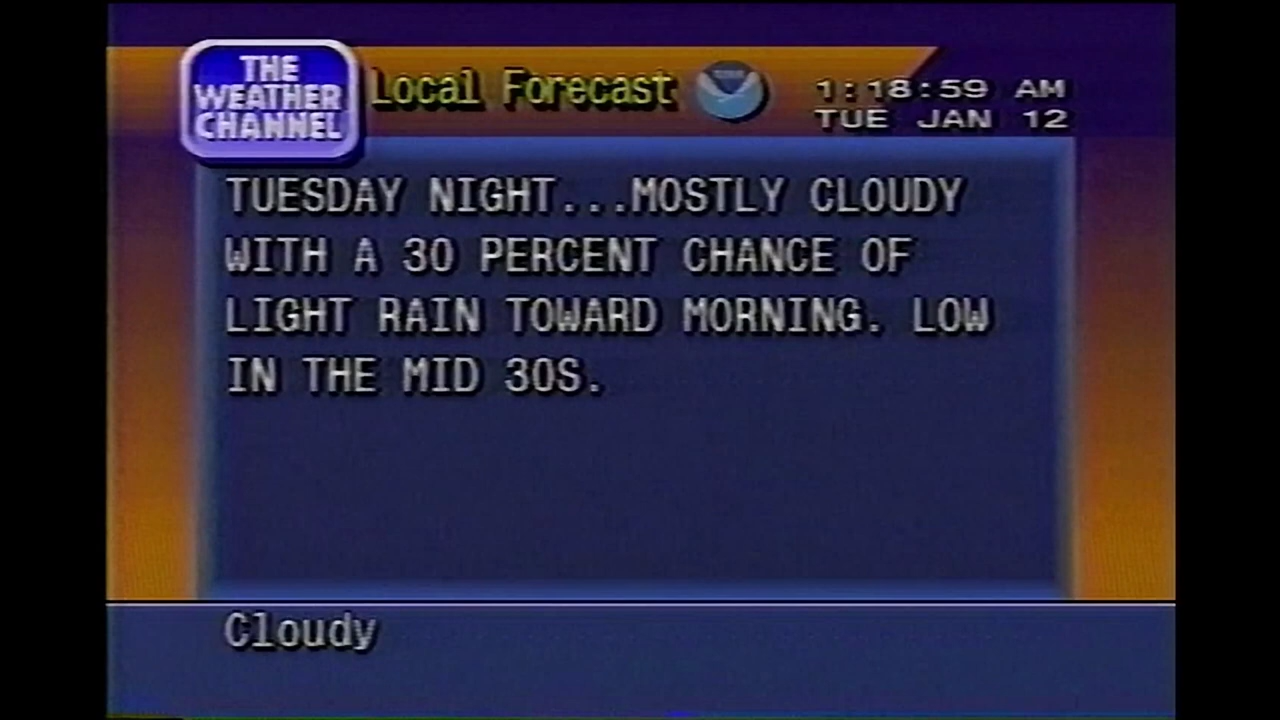 THE
WEATHER
CHANNEL
Local Forecast
1:18:59 AM
TUE JAN 12
TUESDAY NIGHT...MOSTLY CLOUDY
WITH A 30 PERCENT CHANCE OF
LIGHT RAIN TOWARD MORNING. LOW
IN THE MID 30S.
Cloudy